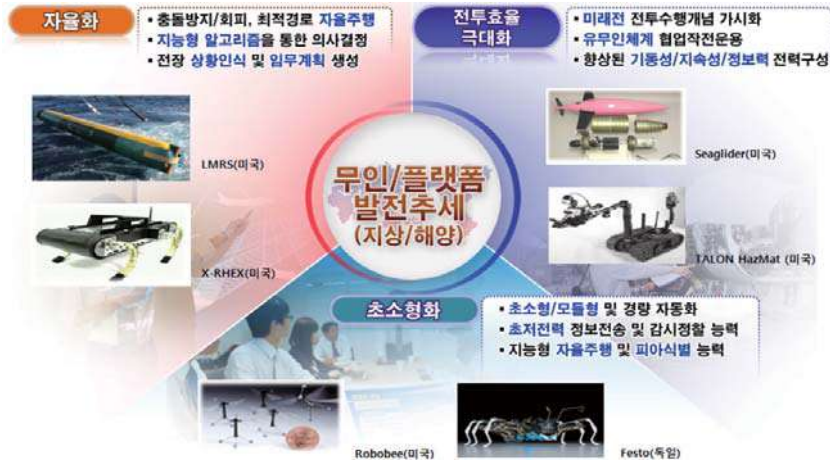 자율화
• 충돌방지/회피, 최적경로 자율주행
• 지능형 알고리즘을 통한 의사결정
• 전장 상황인식 및 임무계획 생성
LMRS(미국)
X-RHEX(미국)
전투효율
극대화
• 미래전 전투수행개념 가시화
• 유무인체계 협업작전운용
• 향상된 기동성/지속성/정보력 전력구성
Seaglider(미국)
TALON HazMat (미국)
무인/플랫폼
발전추세
(지상/해양)
초소형화
• 초소형/모듈형 및 경량 자동화
• 초저전력 정보전송 및 감시정찰 능력
• 지능형 자율주행 및 피아식별 능력
Robobee(미국)
Festo(독일)